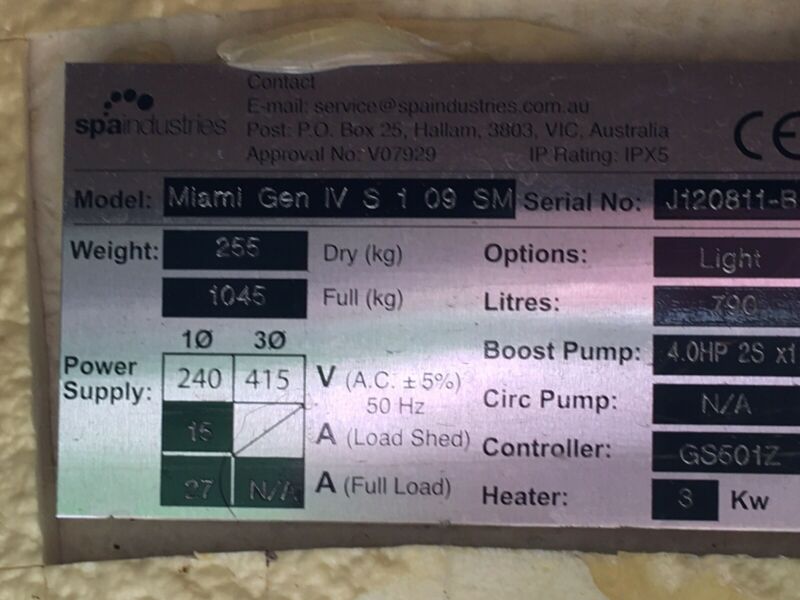 spaindustries
Contact
E-mail: service@spaindustries.com.au
Post: P.O. Box 25, Hallam, 3803, VIC, Australia
Approval No: V07929 IP Rating: IPX5
CE
Model: Miami Gen IV S 1 09 SM Serial No: J120811-B
Weight: 255 Dry (kg) Options: Light
1045 Full (kg) Litres: 790
1Ø 3Ø Boost Pump: 4.0HP 2S x1
Power Supply: 240 415 V (A.C. ±5%) 50 Hz Circ Pump: N/A
15 A (Load Shed) Controller: GS501Z
27 N/A A (Full Load) Heater: 3 Kw